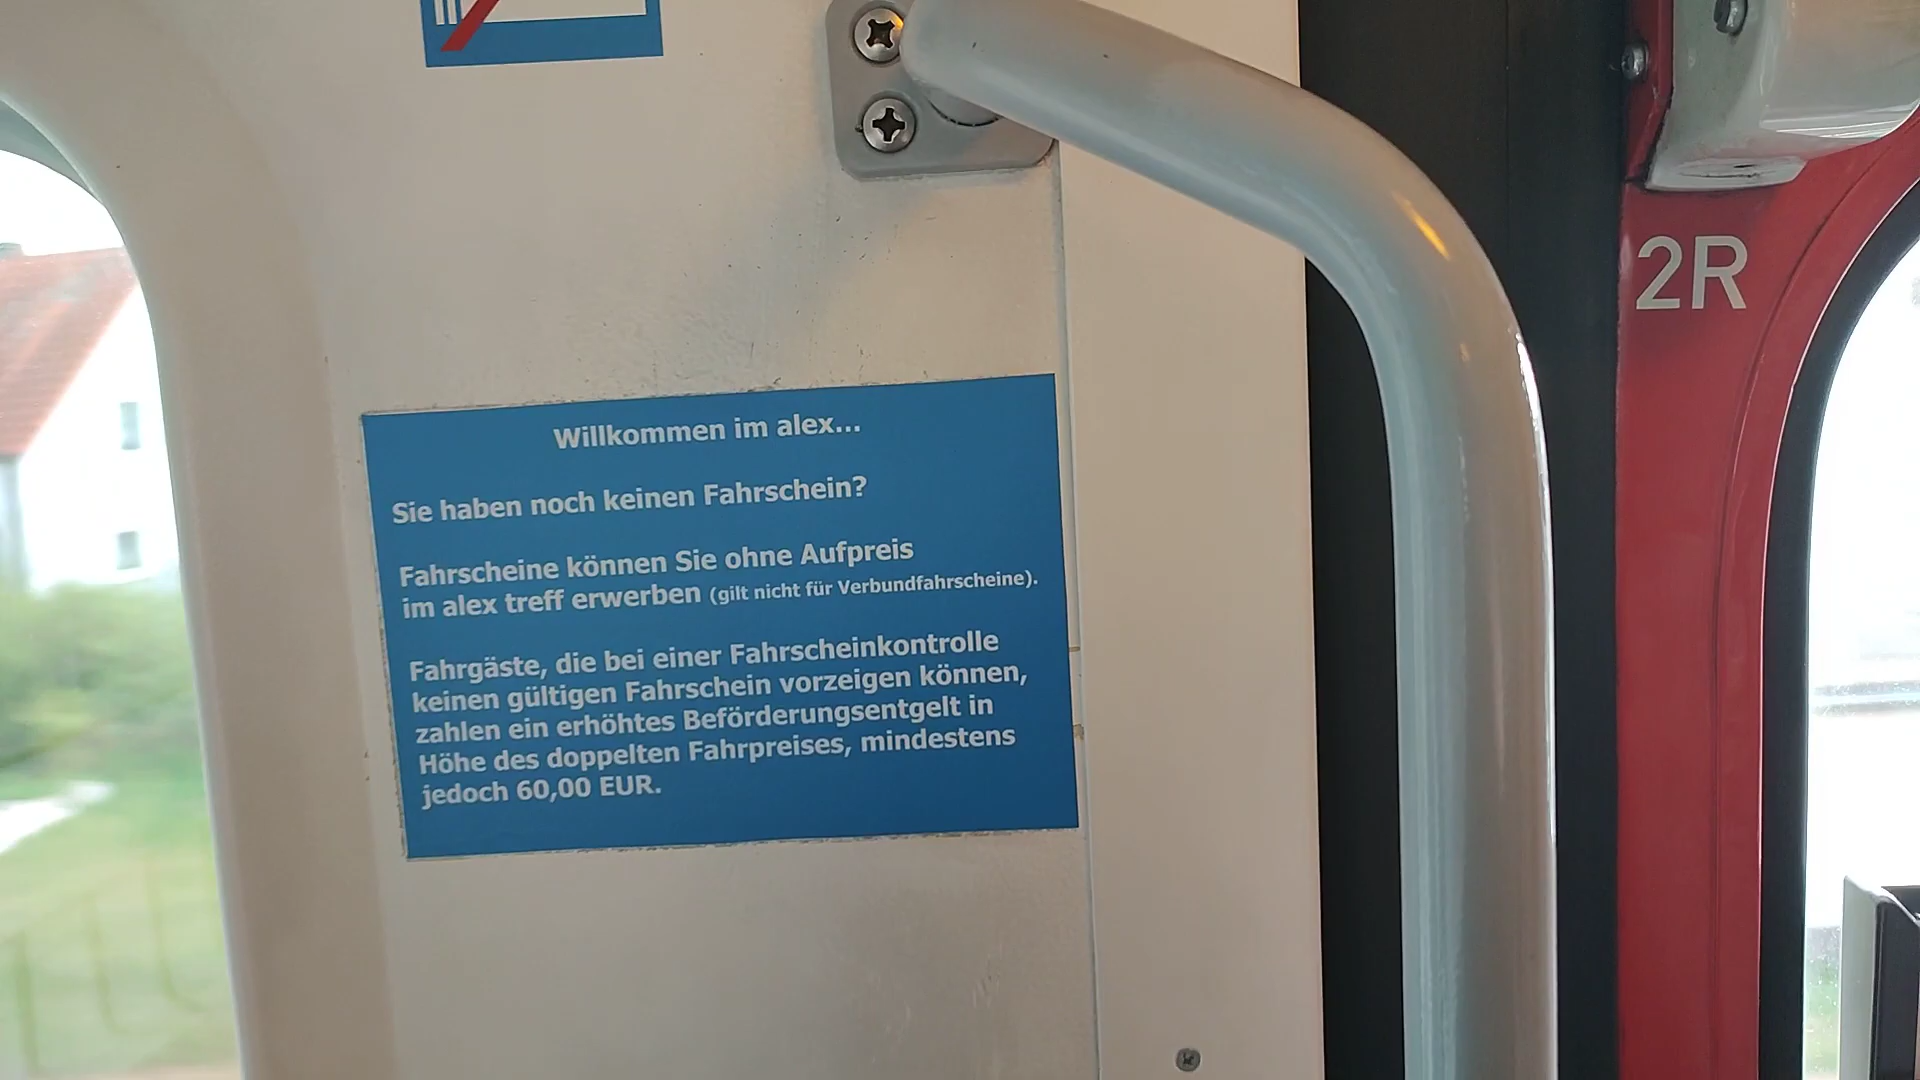 Willkommen im alex...
Sie haben noch keinen Fahrschein?
Fahrscheine können Sie ohne Aufpreis
im alex treff erwerben (gilt nicht für Verbundfahrscheine).
Fahrgäste, die bei einer Fahrscheinkontrolle
keinen gültigen Fahrschein vorzeigen können,
zahlen ein erhöhtes Beförderungsentgelt in
Höhe des doppelten Fahrpreises, mindestens
jedoch 60,00 EUR.
2R